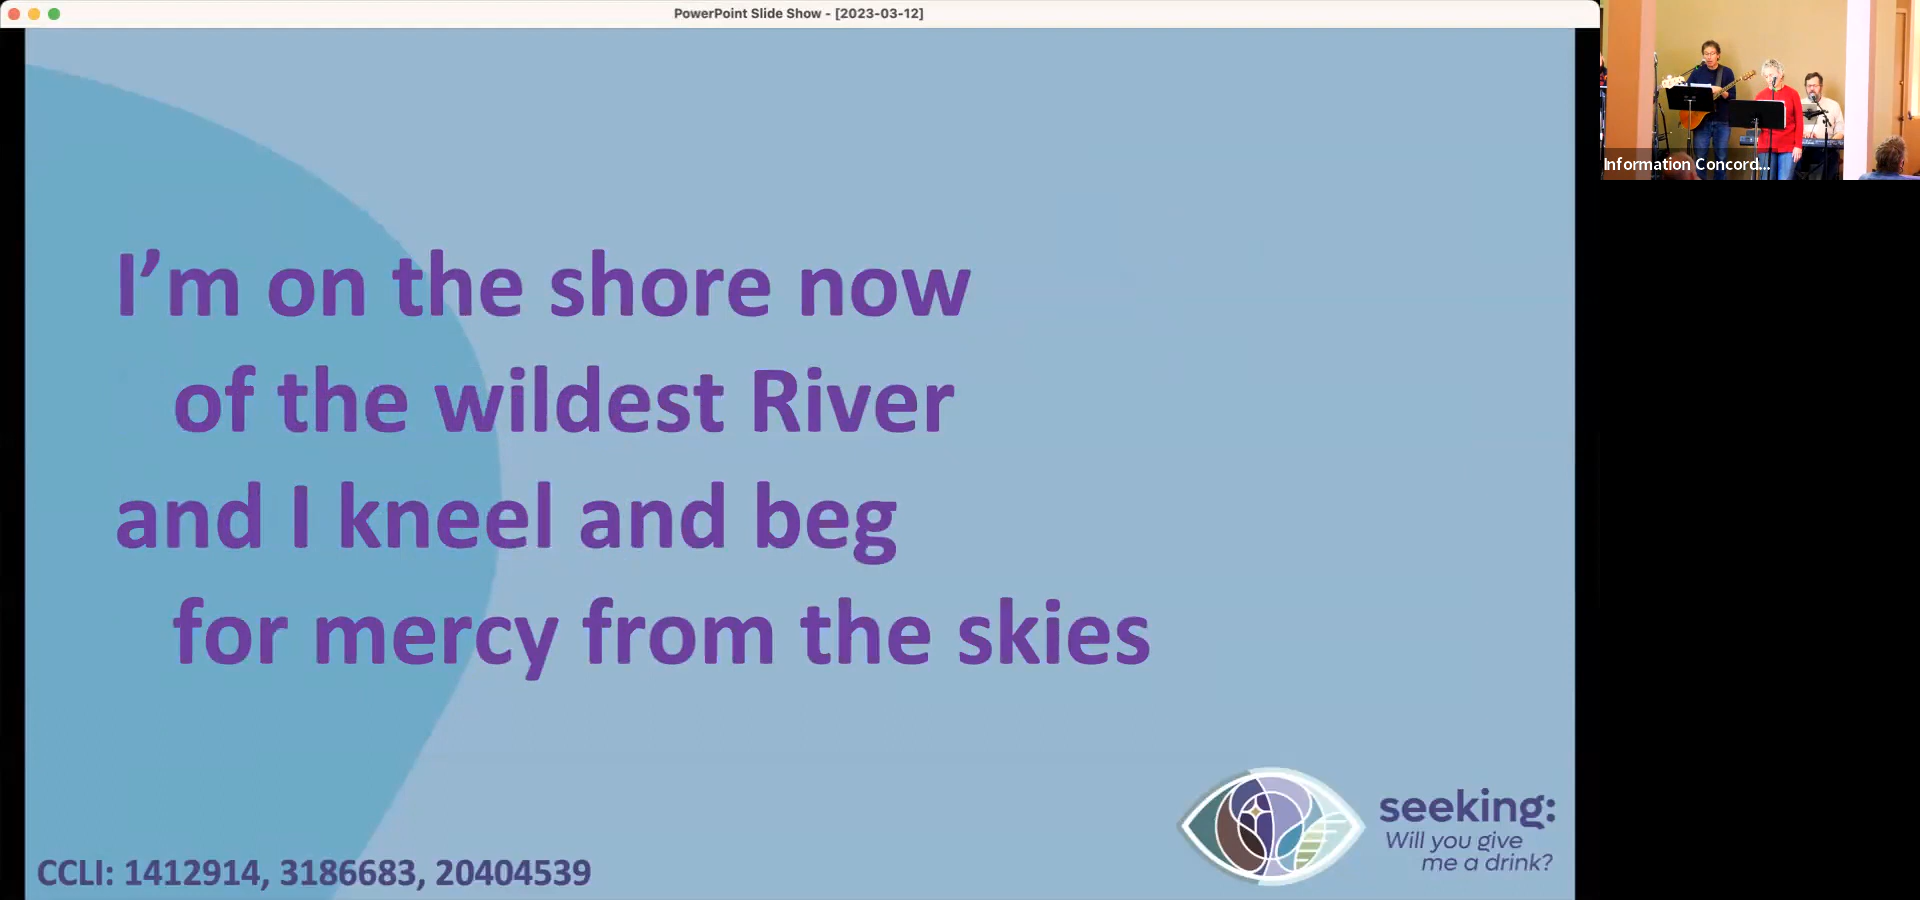 PowerPoint Slide Show - [2023-03-12]
Information Concord...
I’m on the shore now
of the wildest River
and I kneel and beg
for mercy from the skies
seeking:
Will you give
me a drink?
CCLI: 1412914, 3186683, 20404539